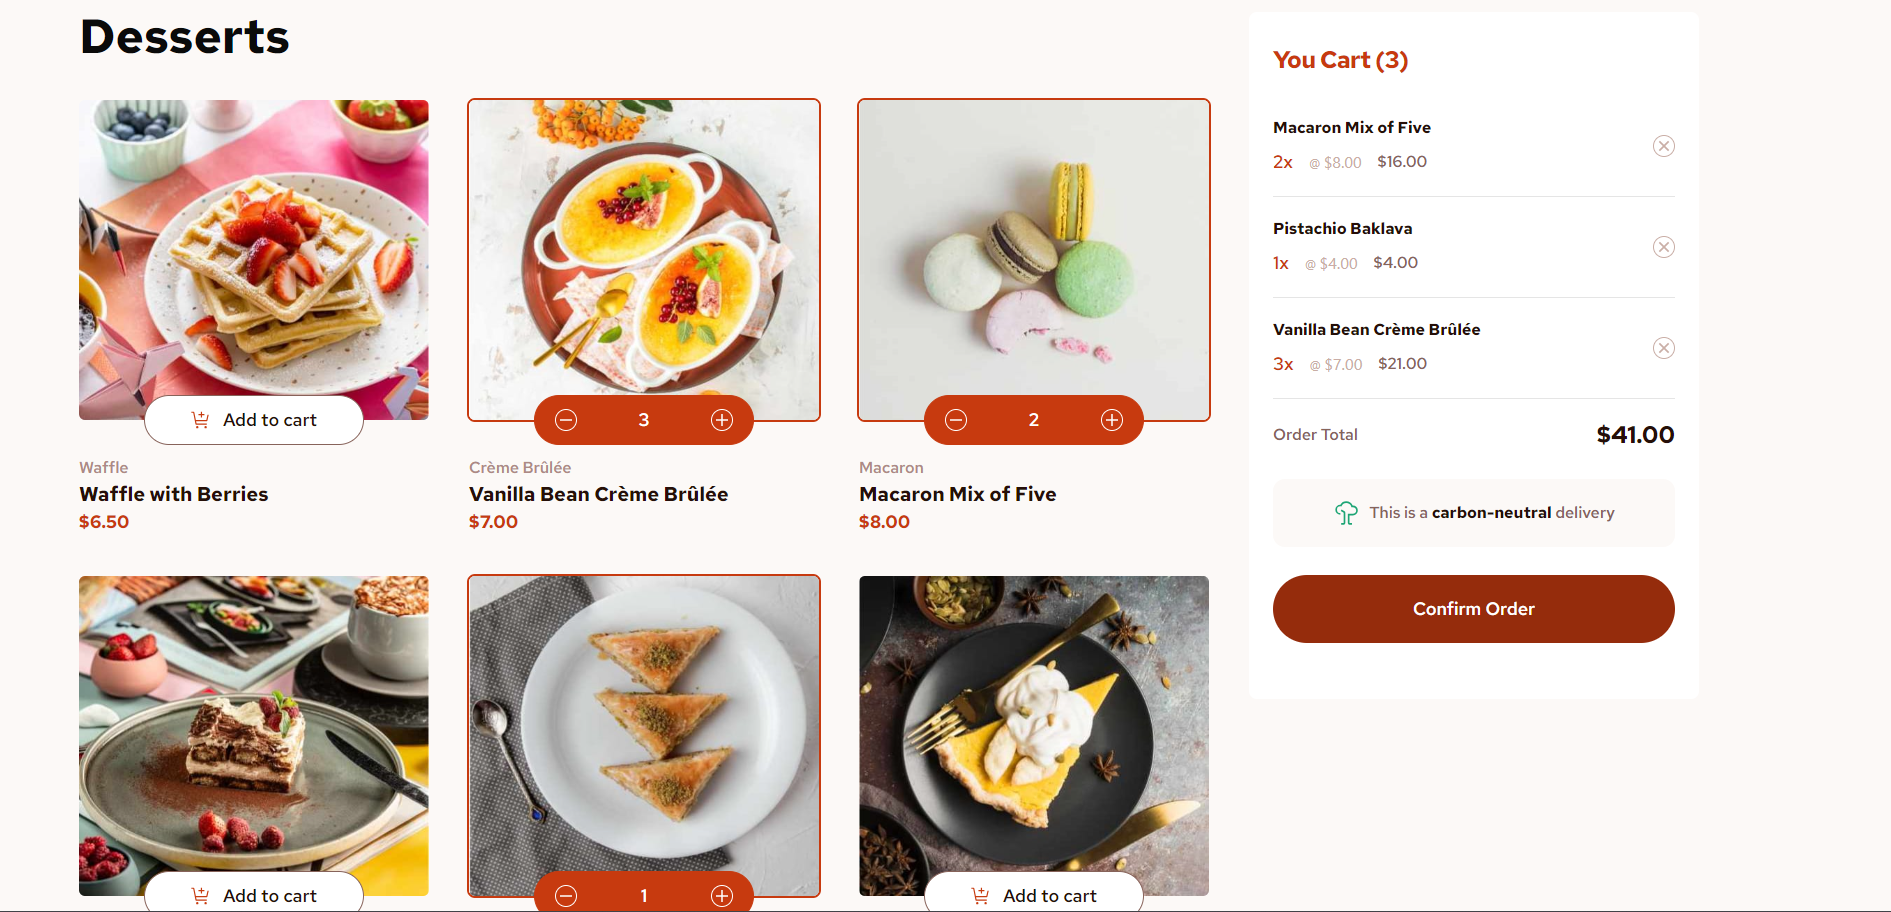 Desserts
Add to cart
Waffle
Waffle with Berries
$6.50
3
Crème Brûlée
Vanilla Bean Crème Brûlée
$7.00
2
Macaron
Macaron Mix of Five
$8.00
Add to cart
1
Add to cart
You Cart (3)
Macaron Mix of Five
2x @ $8.00 $16.00
Pistachio Baklava
1x @ $4.00 $4.00
Vanilla Bean Crème Brûlée
3x @ $7.00 $21.00
Order Total $41.00
This is a carbon-neutral delivery
Confirm Order